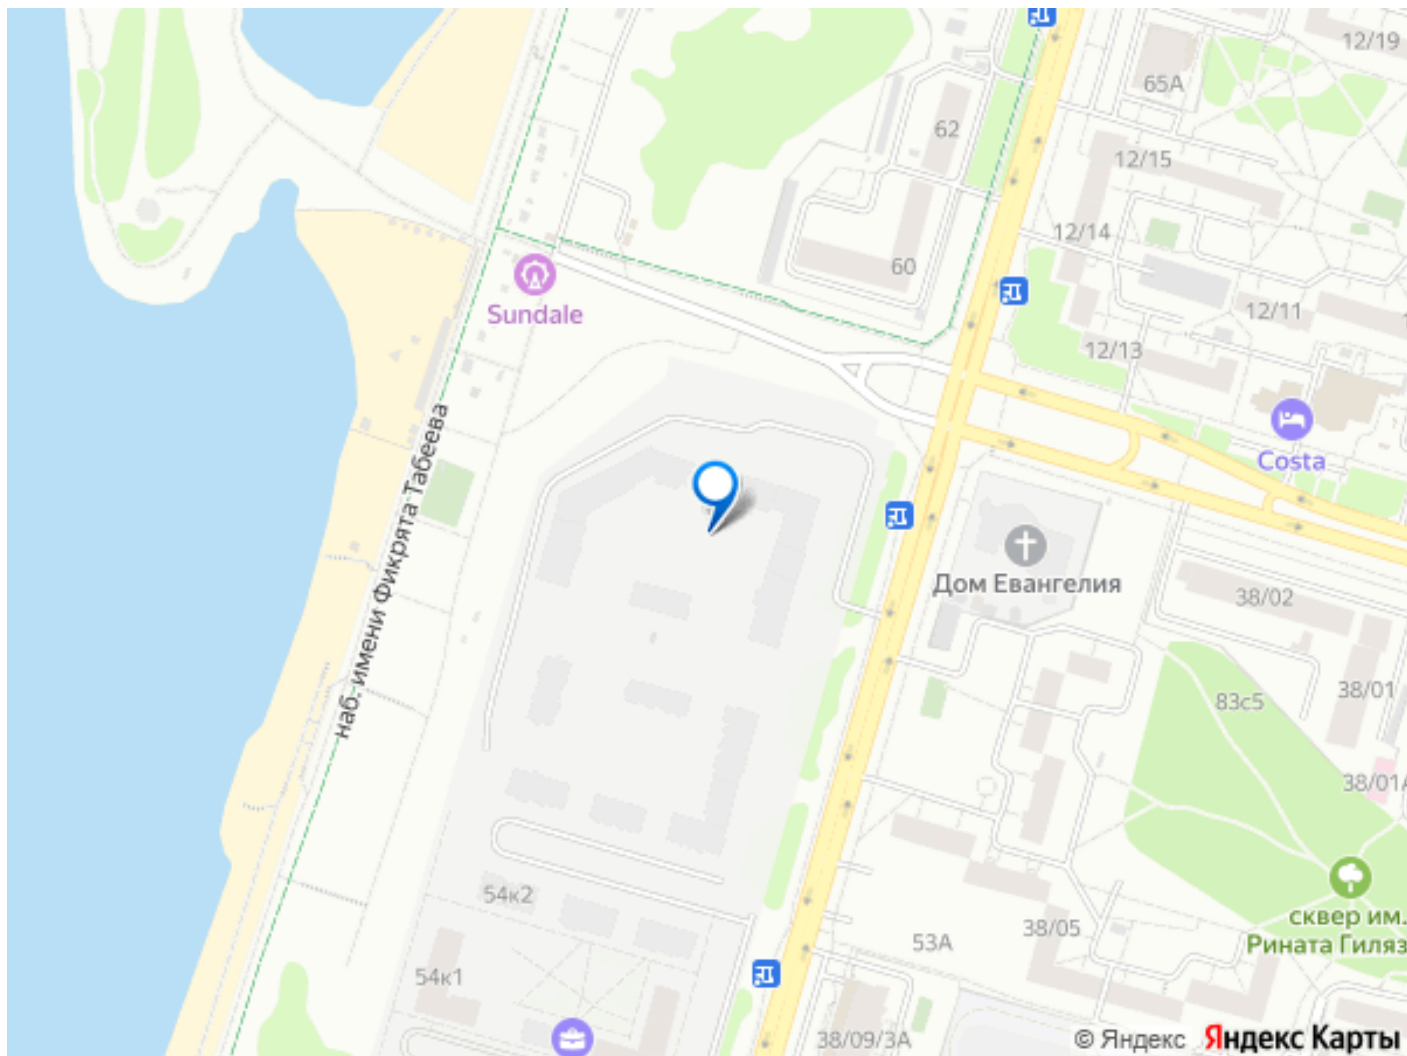 12/19
65А
62
12/15
12/14
60
Sundale
12/11
12/13
наб. имени Фикрята Табеева
Costa
Дом Евангелия
38/02
38/01
83с5
38/01А
54к2
сквер им.
Рината Гиляз
38/05
53А
54к1
38/09/3А
© Яндекс Яндекс Карты